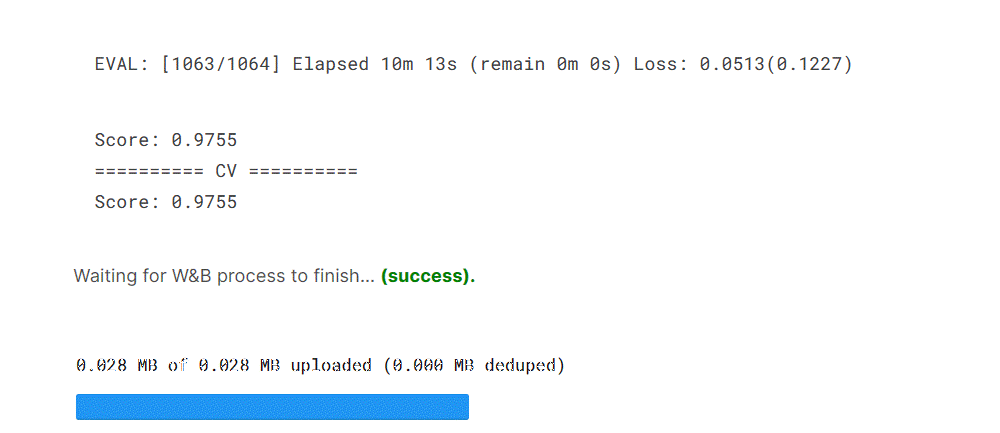 EVAL: [1063/1064] Elapsed 10m 13s (remain 0m 0s) Loss: 0.0513(0.1227)
Score: 0.9755
========== CV ==========
Score: 0.9755
Waiting for W&B process to finish... (success).
0.028 MB of 0.028 MB uploaded (0.000 MB deduped)